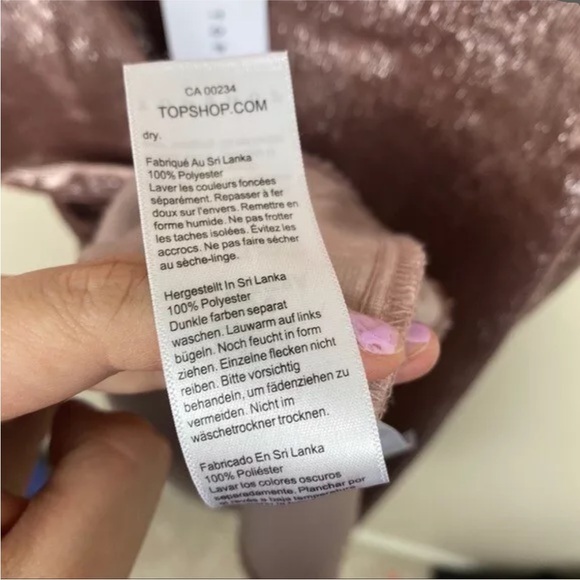 CA 00234
TOPSHOP.COM
dry.
Fabriqué Au Sri Lanka
100% Polyester
Laver les couleurs foncées
séparément. Repasser à fer
doux sur l'envers. Remettre en
forme humide. Ne pas frotter
les taches isolées. Évitez les
accrocs. Ne pas faire sécher
au sèche-linge.
Hergestellt In Sri Lanka
100% Polyester
Dunkle farben separat
waschen. Lauwarm auf links
bügeln. Noch feucht in form
ziehen. Einzelne flecken nicht
reiben. Bitte vorsichtig
behandeln, um fädenziehen zu
vermeiden. Nicht im
wäschetrockner trocknen.
Fabricado En Sri Lanka
100% Poliéster
Lavar los colores oscuros
separadamente. Planchar por